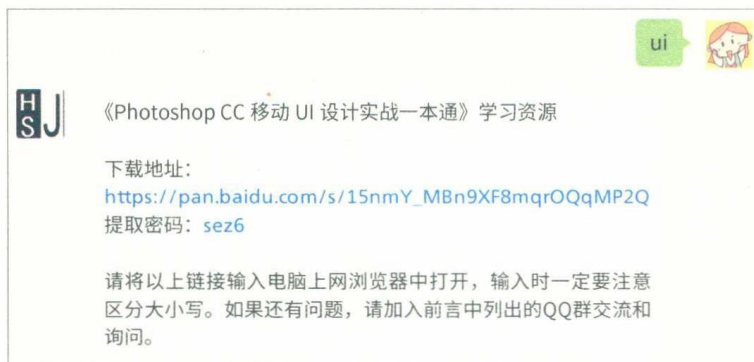 ui
HSJ
《Photoshop CC 移动 UI 设计实战一本通》学习资源
下载地址：
https://pan.baidu.com/s/15nmY_MBn9XF8mqrOQqMP2Q
提取密码：sez6
请将以上链接输入电脑上网浏览器中打开，输入时一定要注意
区分大小写。如果还有问题，请加入前言中列出的QQ群交流和
询问。